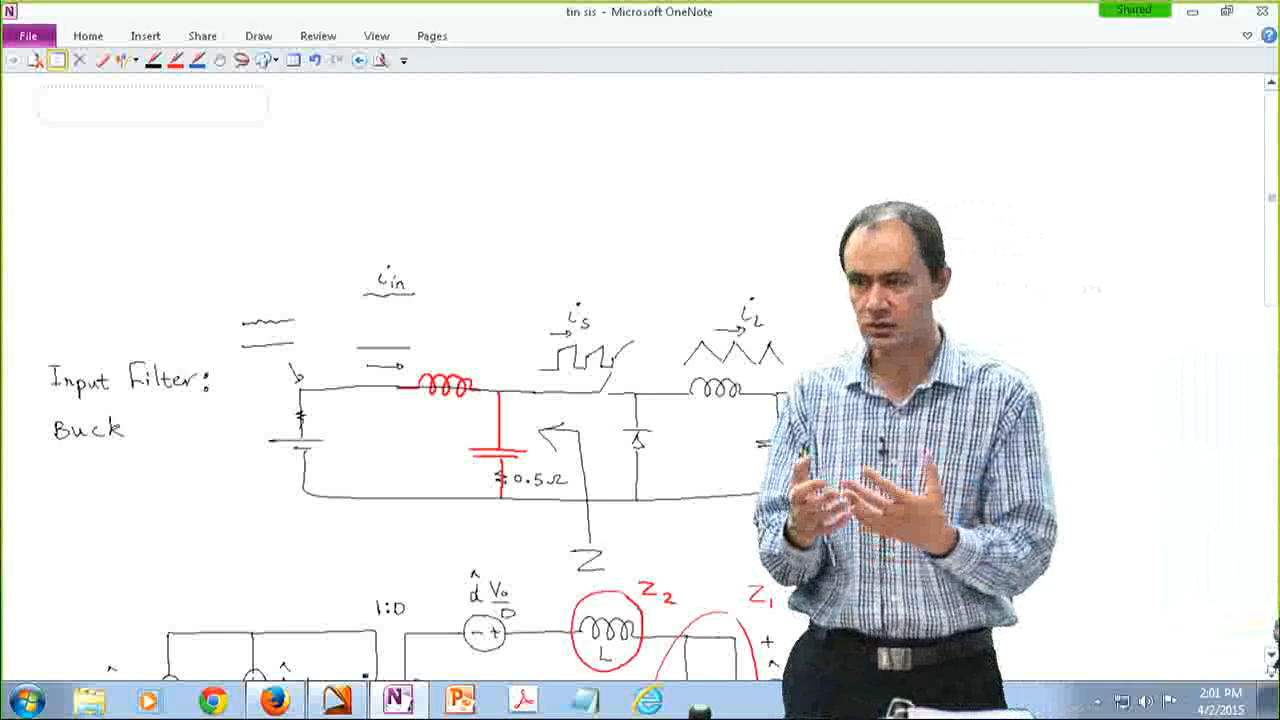 tin sis - Microsoft OneNote
Shared
File Home Insert Share Draw Review View Pages
i_in
i_s
i_L
Input Filter:
Buck
0.5Ω
Z
1:D
d̂ V₀/D
Z₂
Z₁
L
+
- +
2:01 PM
4/2/2015